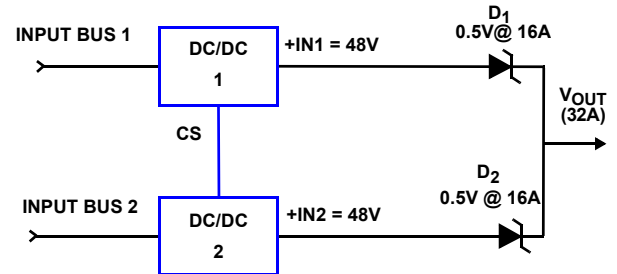 INPUT BUS 1
DC/DC
1
+IN1 = 48V
D1
0.5V@ 16A
VOUT
(32A)
CS
INPUT BUS 2
DC/DC
2
+IN2 = 48V
D2
0.5V @ 16A